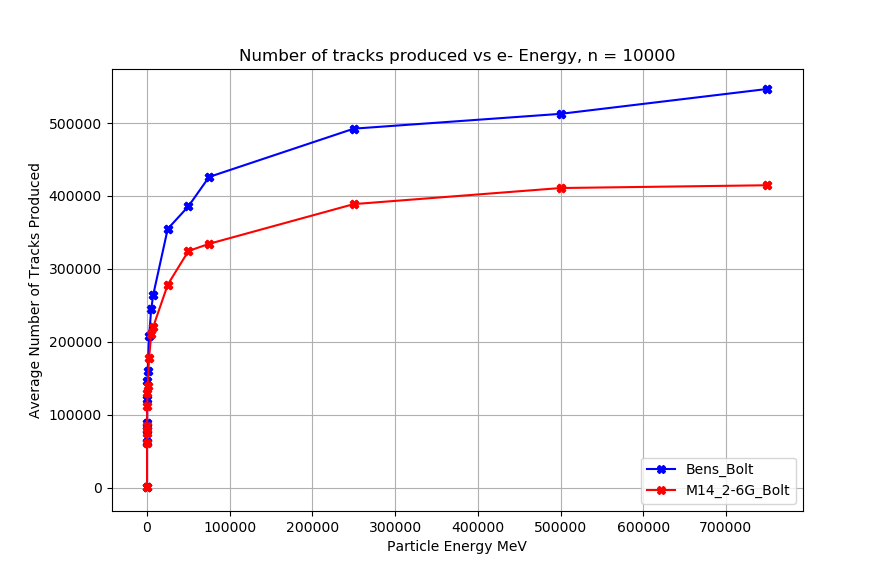 Number of tracks produced vs e- Energy, n = 10000
Average Number of Tracks Produced
500000
400000
300000
200000
100000
0
0 100000 200000 300000 400000 500000 600000 700000
Particle Energy MeV
Bens_Bolt
M14_2-6G_Bolt